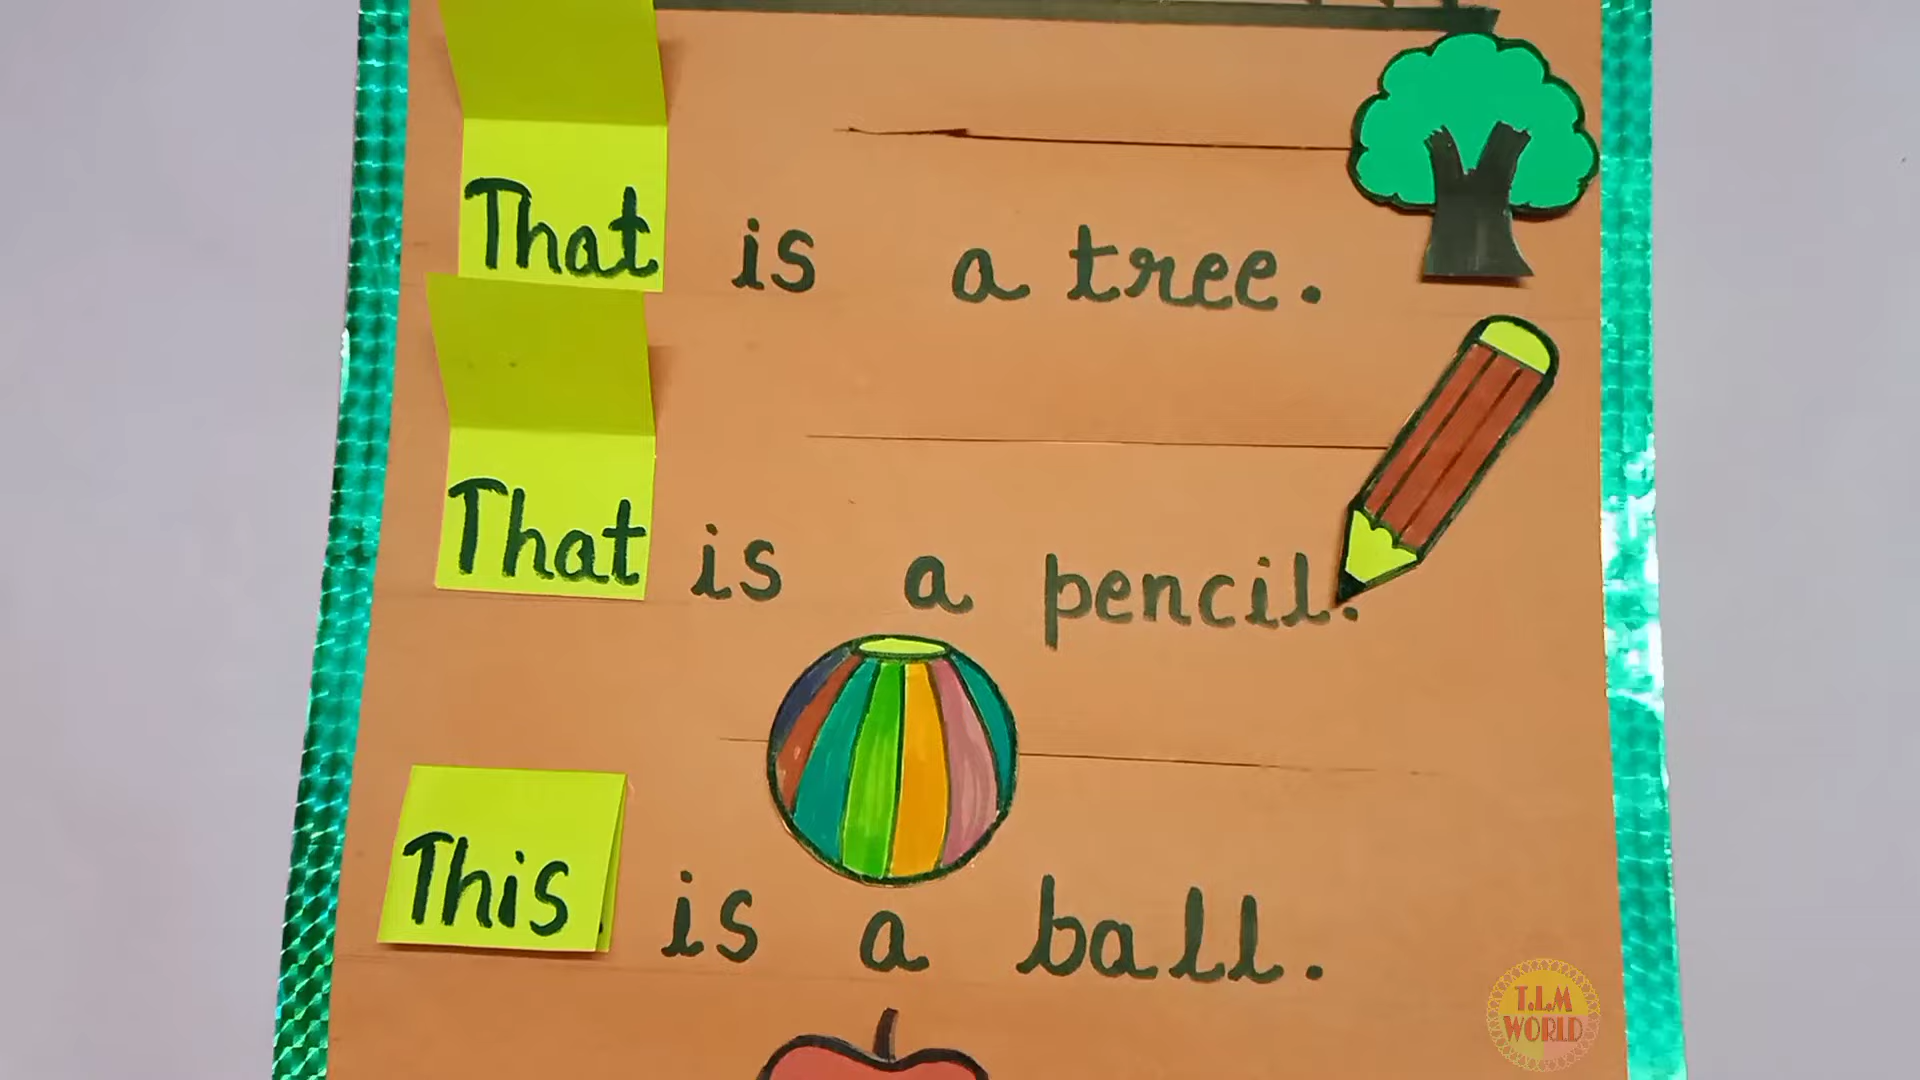 That is a tree.
That is a pencil.
This is a ball.
T.L.M
WORLD